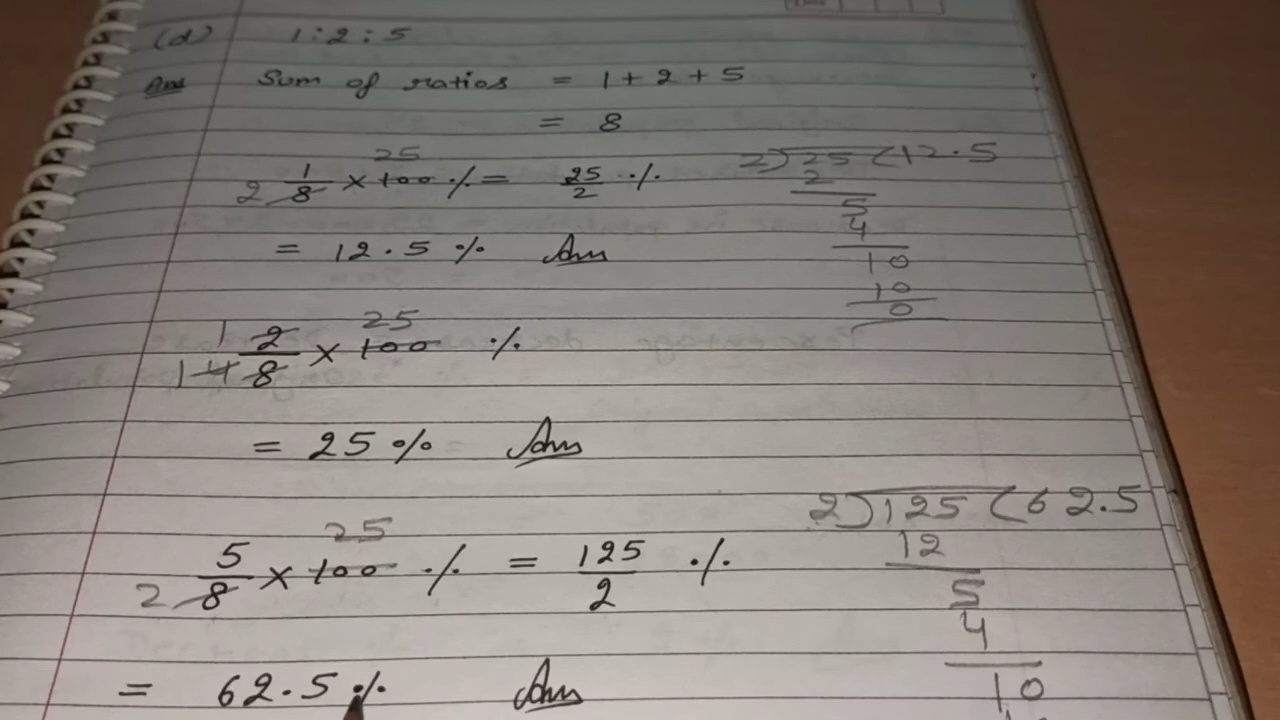 (d) 1 : 2 : 5
Ans Sum of ratios = 1 + 2 + 5
= 8
25
2 1/8 × 100 % = 25/2 % 2) 25 ( 12.5
2
5
4
= 12.5 % Ans
10
10
0
1 25
1 4 2/8 × 100 %
= 25 % Ans
2) 125 ( 62.5
25
12
2 5/8 × 100 % = 125/2 %
5
4
= 62.5 % Ans
10